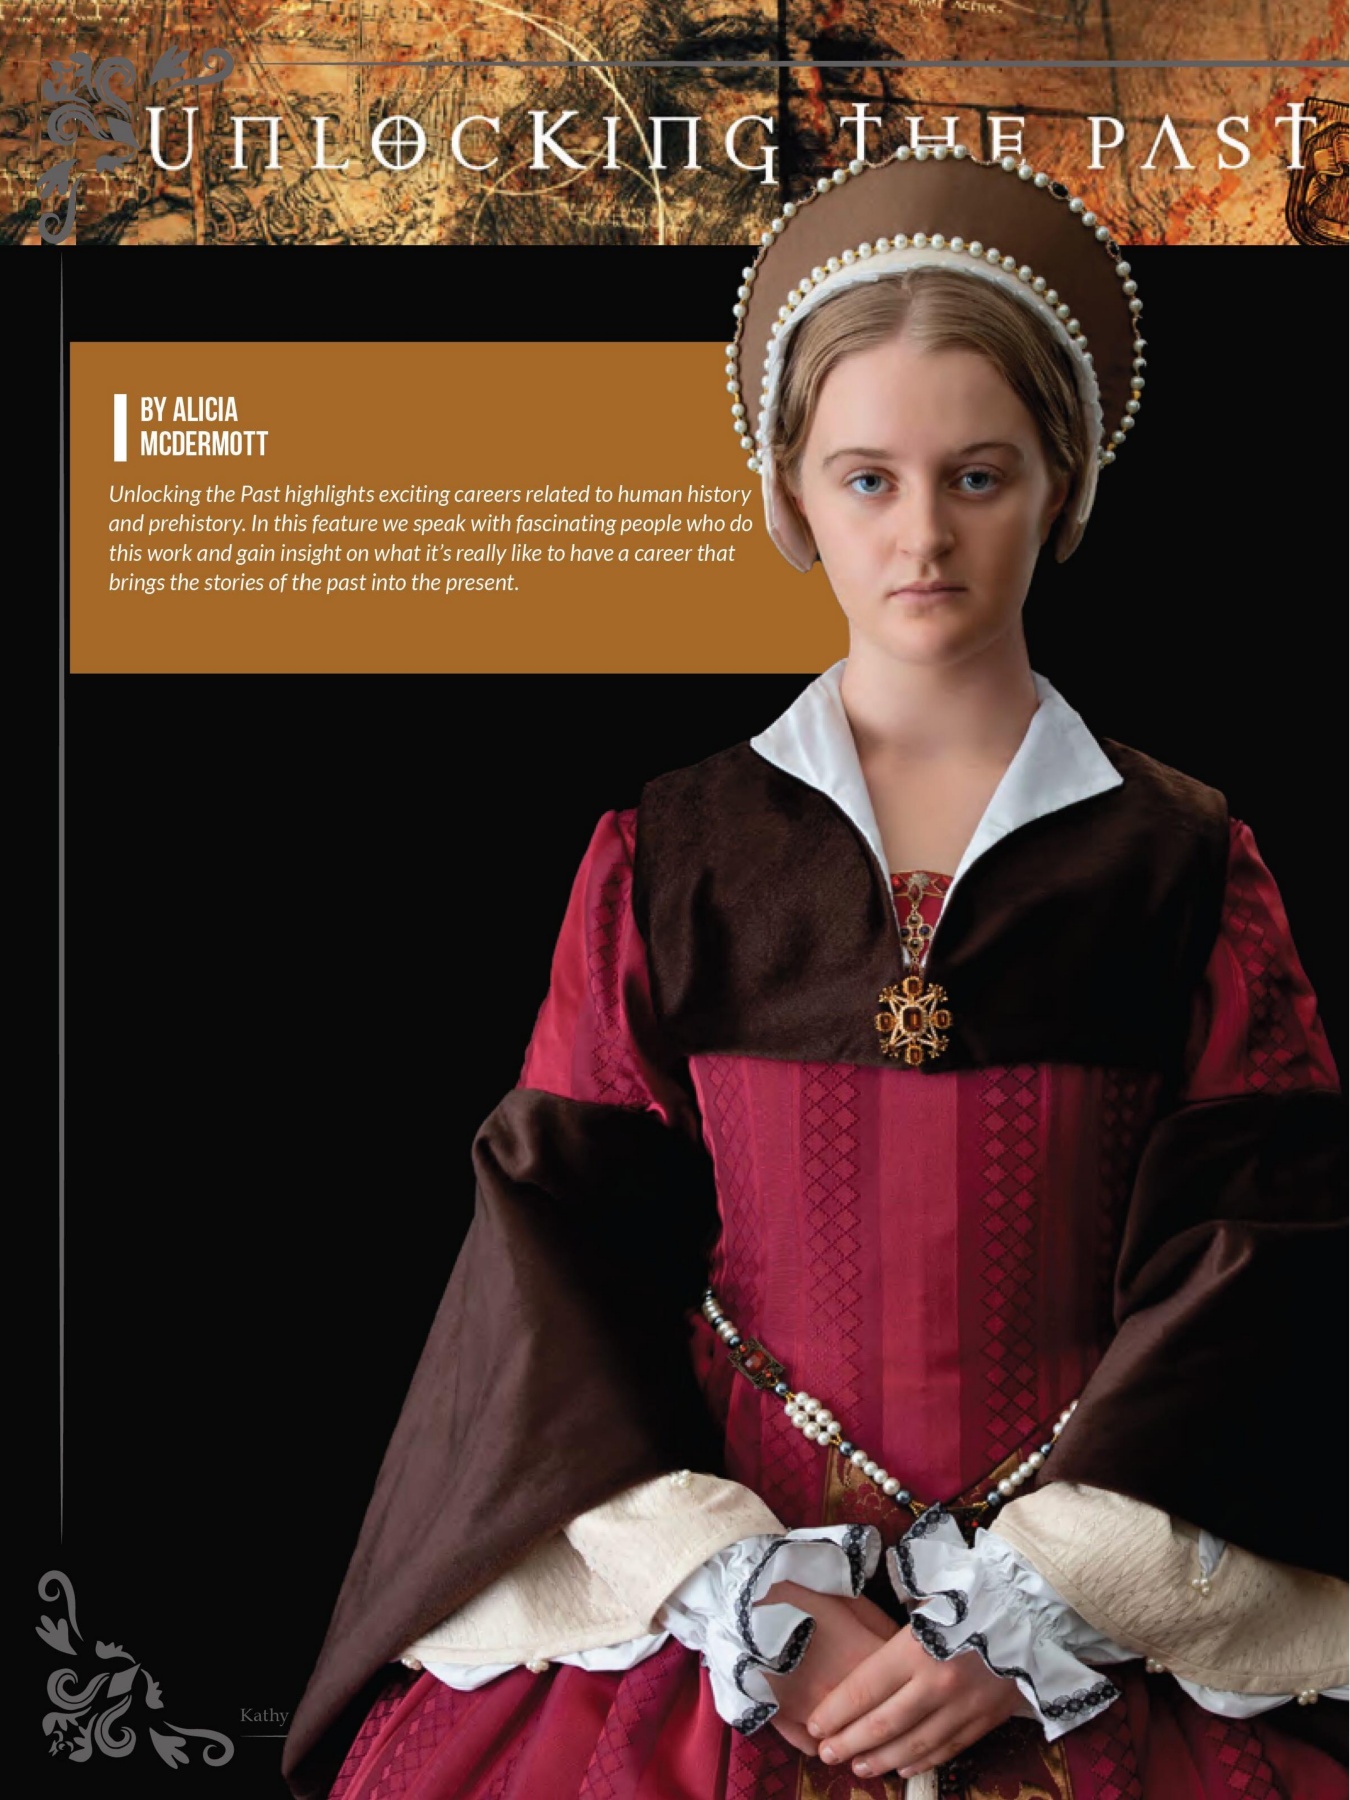 UNLOCKING THE PAST
BY ALICIA
MCDERMOTT
Unlocking the Past highlights exciting careers related to human history
and prehistory. In this feature we speak with fascinating people who do
this work and gain insight on what it’s really like to have a career that
brings the stories of the past into the present.
Kathy